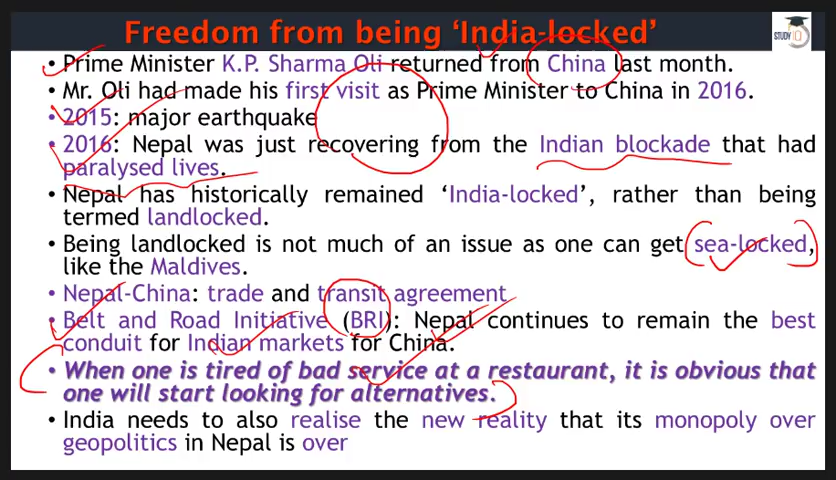 Freedom from being ‘India-locked’
STUDY IQ
• Prime Minister K.P. Sharma Oli returned from China last month.
• Mr. Oli had made his first visit as Prime Minister to China in 2016.
• 2015: major earthquake
• 2016: Nepal was just recovering from the Indian blockade that had
paralysed lives.
• Nepal has historically remained ‘India-locked’, rather than being
termed landlocked.
• Being landlocked is not much of an issue as one can get sea-locked,
like the Maldives.
• Nepal-China: trade and transit agreement
• Belt and Road Initiative (BRI): Nepal continues to remain the best
conduit for Indian markets for China.
• When one is tired of bad service at a restaurant, it is obvious that
one will start looking for alternatives.
• India needs to also realise the new reality that its monopoly over
geopolitics in Nepal is over